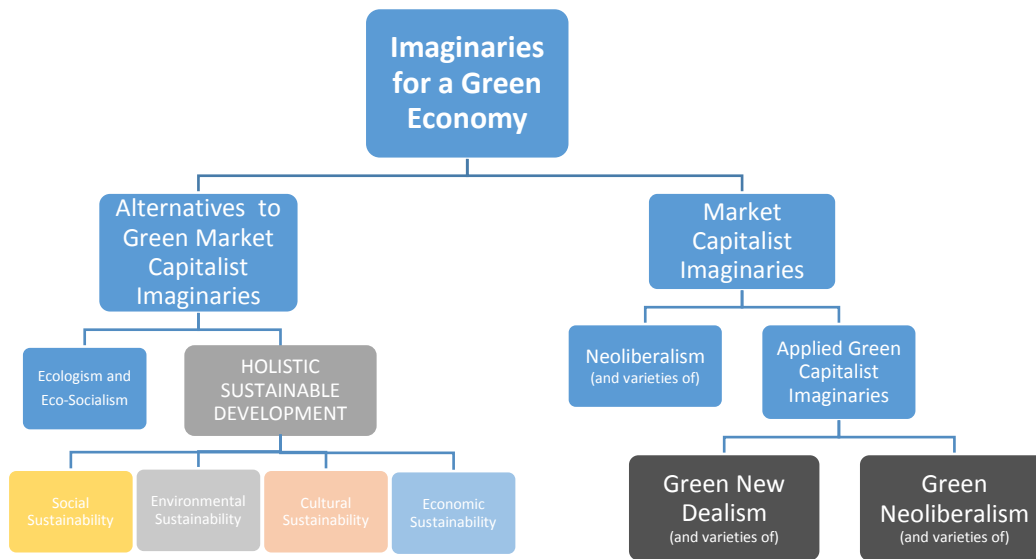 Imaginaries
for a Green
Economy
Alternatives to
Green Market
Capitalist
Imaginaries
Market
Capitalist
Imaginaries
Ecologism and
Eco-Socialism
HOLISTIC
SUSTAINABLE
DEVELOPMENT
Neoliberalism
(and varieties of)
Applied Green
Capitalist
Imaginaries
Social
Sustainability
Environmental
Sustainability
Cultural
Sustainability
Economic
Sustainability
Green New
Dealism
(and varieties of)
Green
Neoliberalism
(and varieties of)